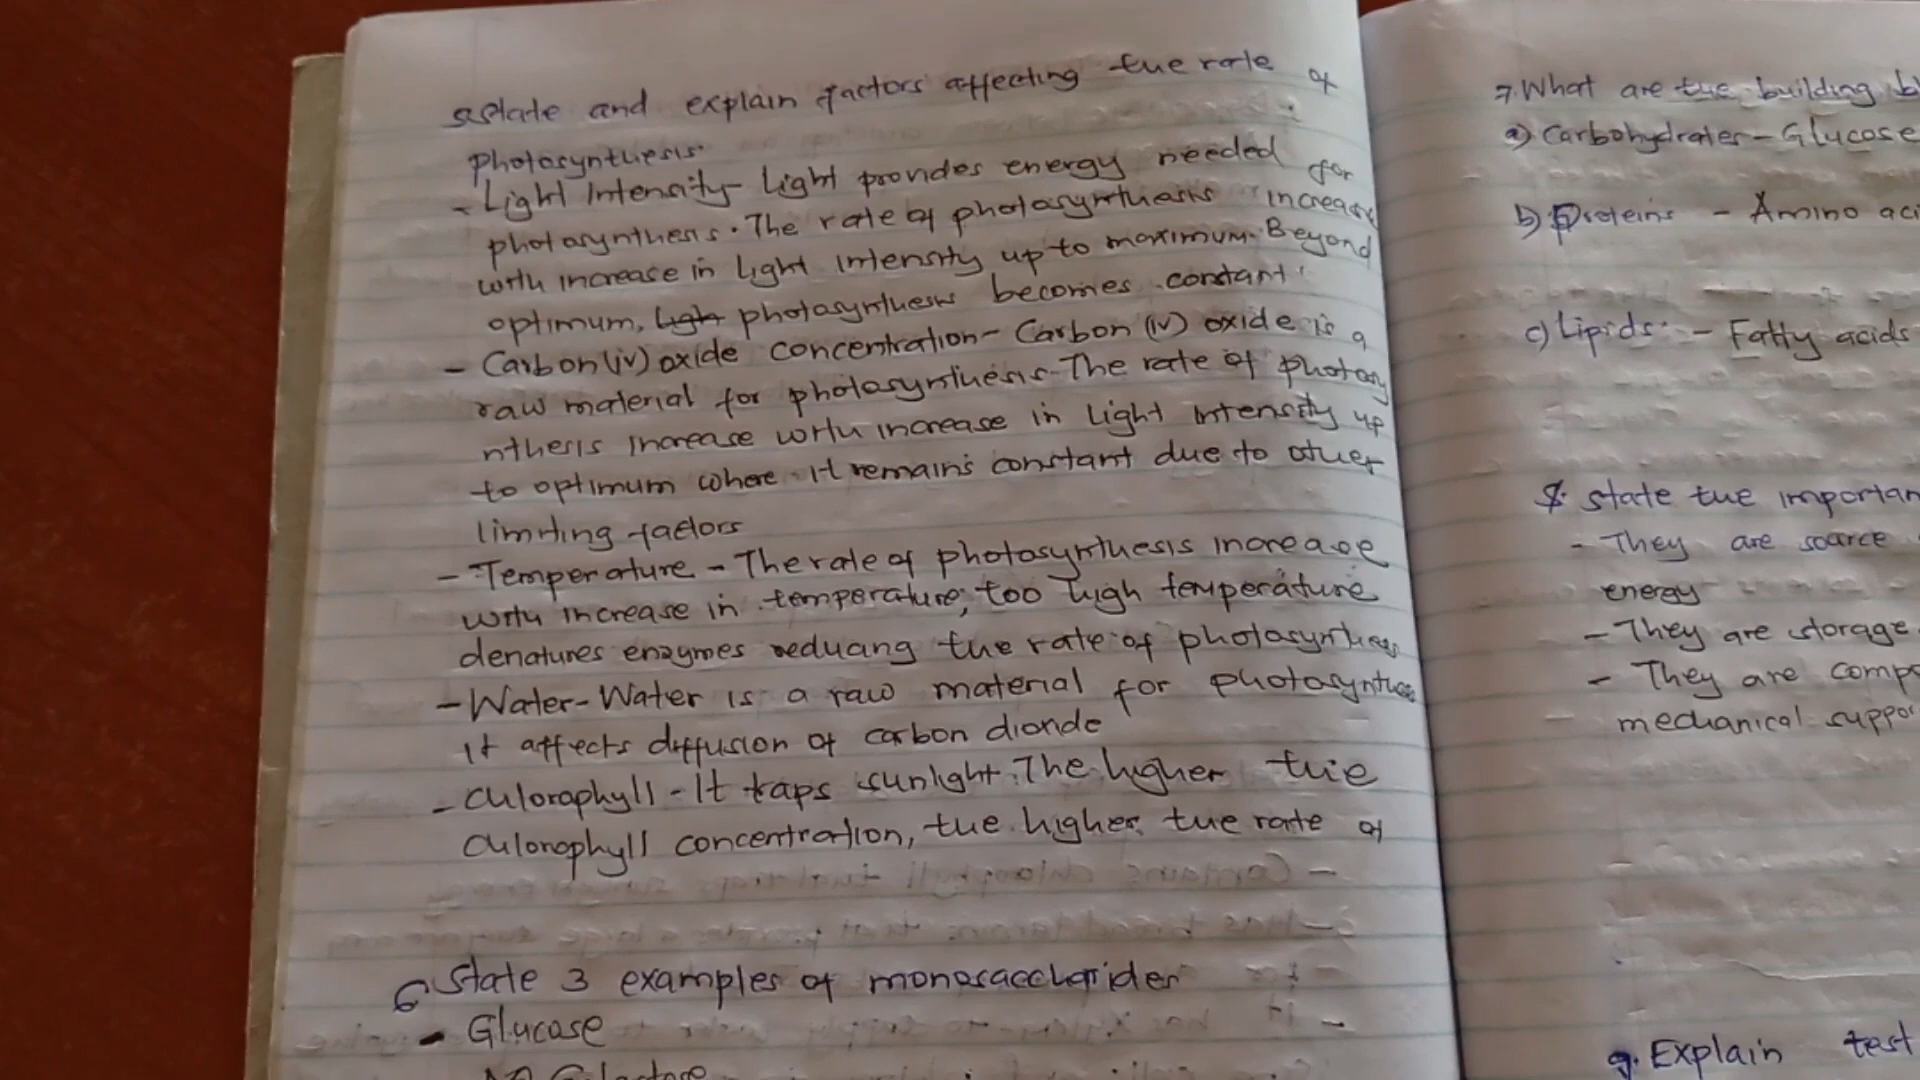 5. State and explain factors affecting the rate of
photosynthesis.
- Light Intensity - Light provides energy needed for
photosynthesis. The rate of photosynthesis increase
with increase in light intensity up to maximum. Beyond
optimum, photosynthesis becomes constant.
- Carbon (iv) oxide concentration - Carbon (iv) oxide is a
raw material for photosynthesis. The rate of photosy
nthesis increase with increase in light intensity up
to optimum where it remains constant due to other
limiting factors
- Temperature - The rate of photosynthesis increase
with increase in temperature; too high temperature
denatures enzymes reducing the rate of photosynthesis
- Water - Water is a raw material for photosynthesis
it affects diffusion of carbon dioxide
- Chlorophyll - It traps sunlight. The higher the
chlorophyll concentration, the higher the rate of
6 State 3 examples of monosaccharides
- Glucose
7. What are the building
a) Carbohydrates - Glucose
b) Proteins - Amino aci
c) Lipids - Fatty acids
8. State the importan
- They are source
energy
- They are storage
- They are comp
mechanical suppo
9. Explain test